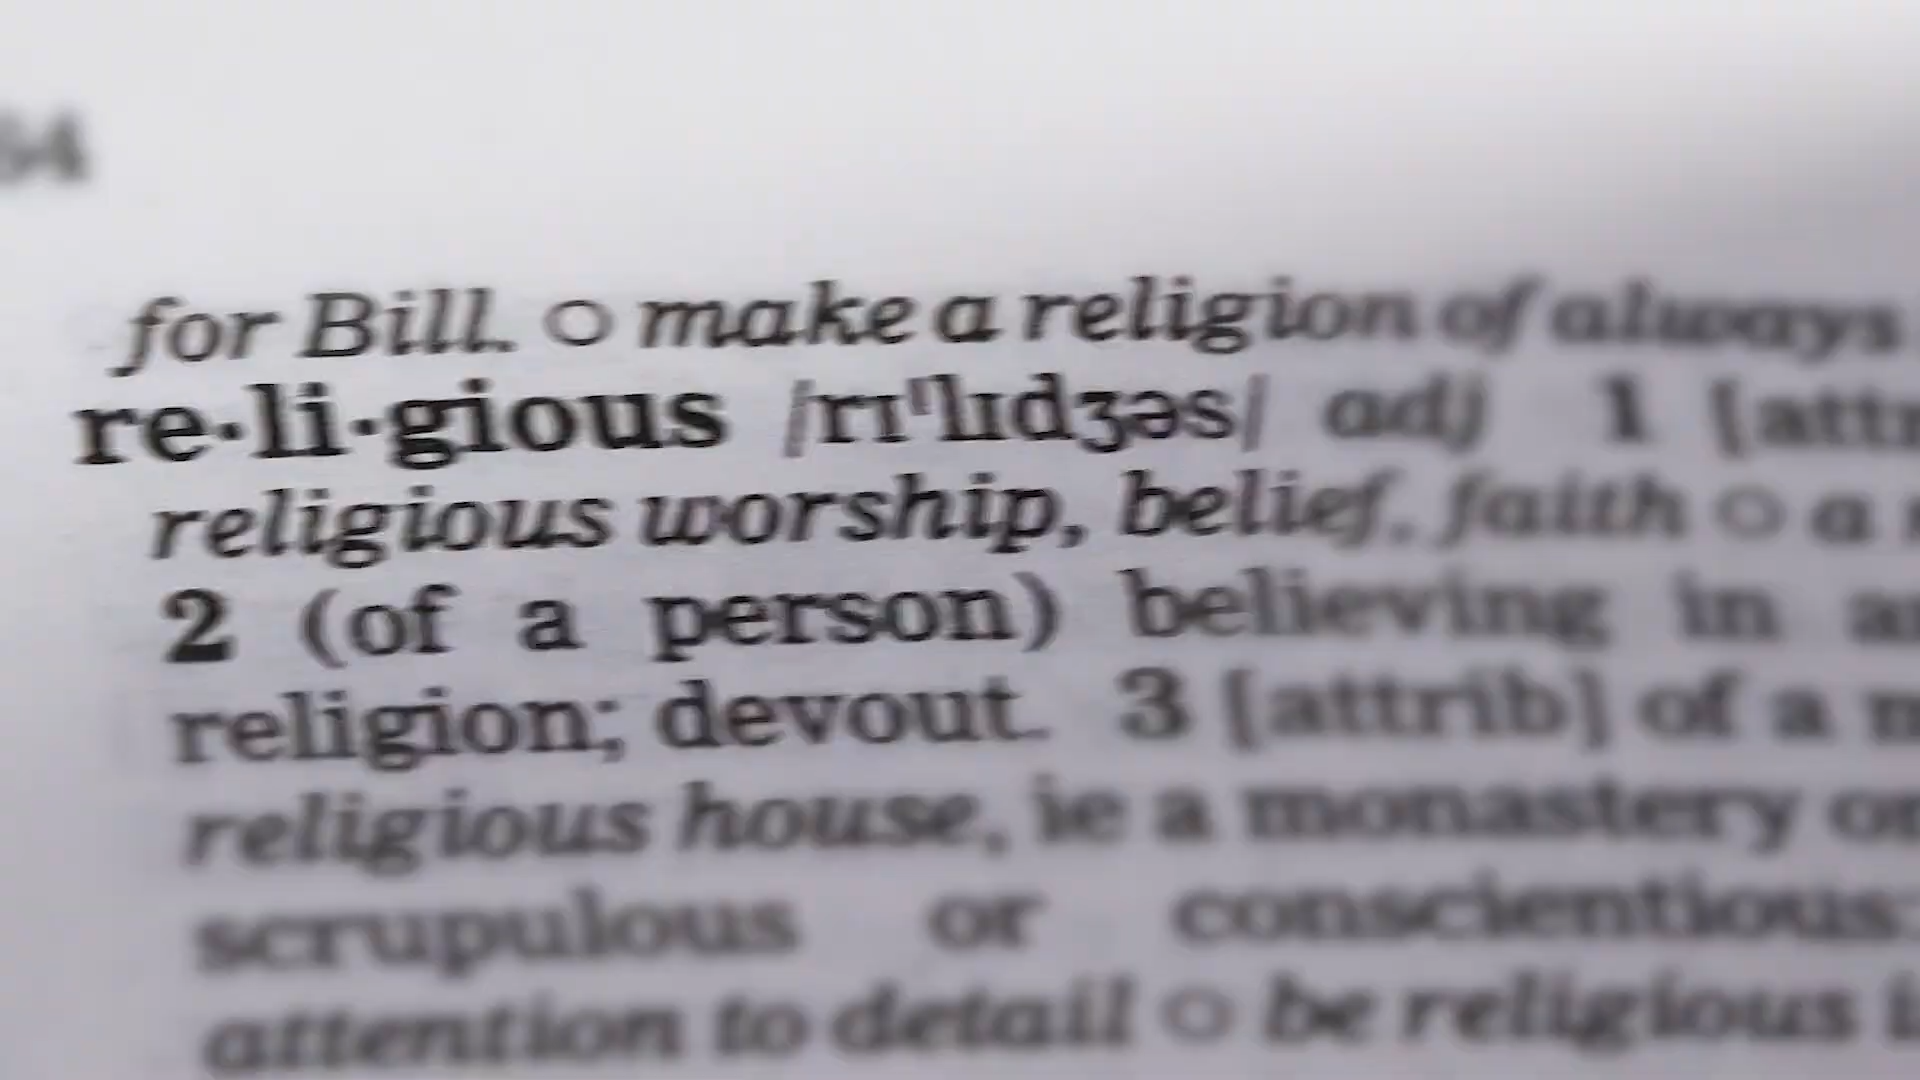 54
for Bill. ○ make a religion of always
re·li·gious /rɪˈlɪdʒəs/ adj 1 [attr
religious worship, belief, faith ○ a
2 (of a person) believing in
religion; devout. 3 [attrib] of a
religious house, ie a monastery or
scrupulous or conscientious:
attention to detail ○ be religious